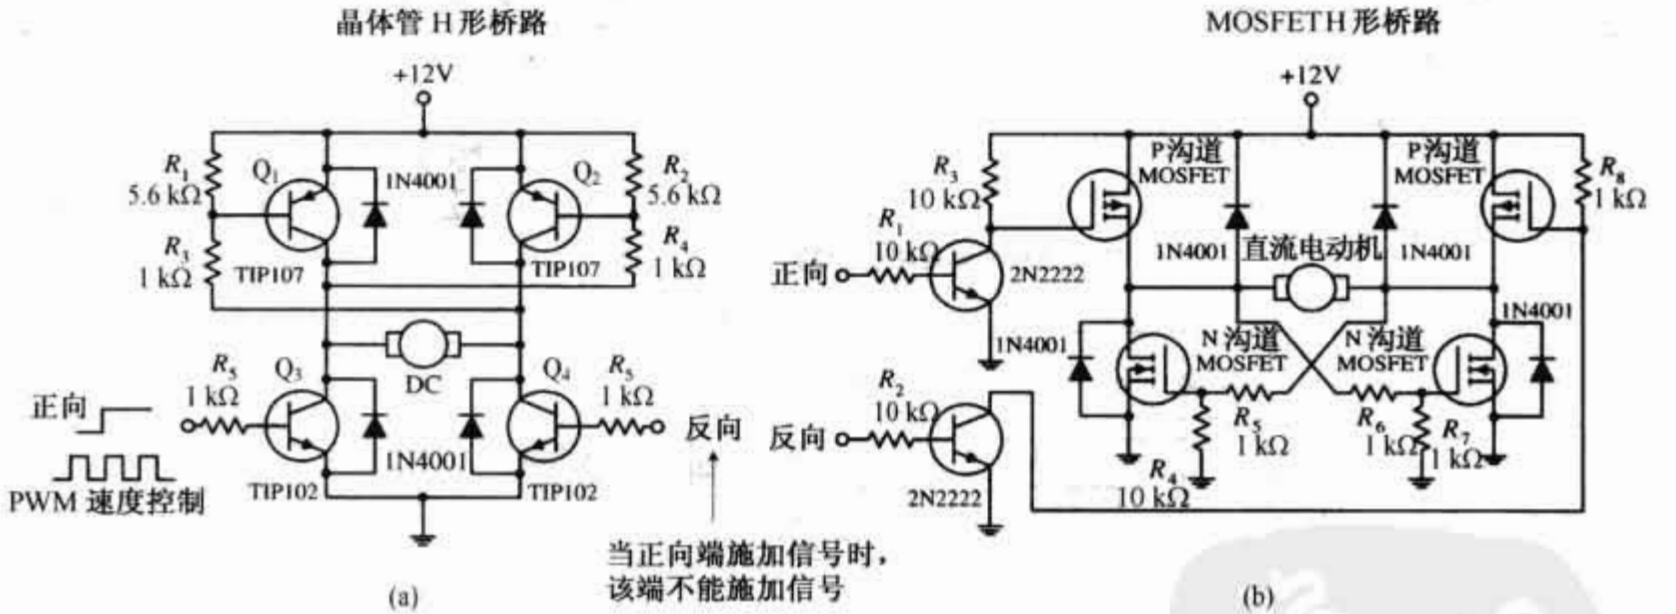 晶体管 H 形桥路
+12V
R₁
5.6 kΩ
Q₁
1N4001
Q₂
R₂
5.6 kΩ
R₃
1 kΩ
TIP107
TIP107
R₄
1 kΩ
DC
正向
PWM 速度控制
R₅
1 kΩ
Q₃
Q₄
R₅
1 kΩ
反向
1N4001
TIP102
TIP102
当正向端施加信号时，
该端不能施加信号
(a)
MOSFET H 形桥路
+12V
R₃
10 kΩ
P沟道
MOSFET
P沟道
MOSFET
R₈
1 kΩ
R₁
10 kΩ
正向
2N2222
1N4001
直流电动机
1N4001
1N4001
N 沟道
MOSFET
N 沟道
MOSFET
1N4001
R₂
10 kΩ
反向
2N2222
R₅
1 kΩ
R₄
10 kΩ
R₆
1 kΩ
R₇
1 kΩ
(b)